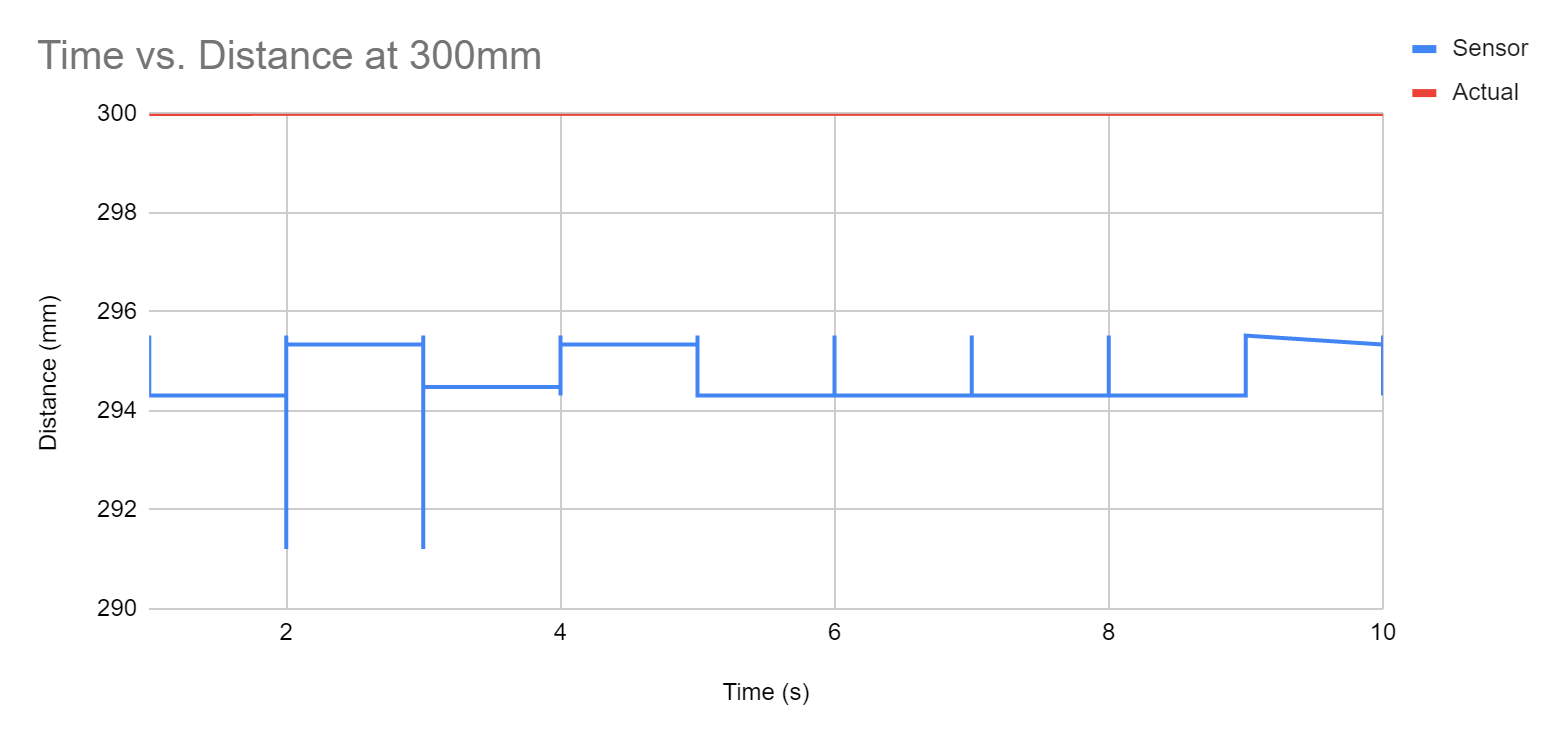 Time vs. Distance at 300mm
Sensor
Actual
300
298
296
294
292
290
Distance (mm)
2
4
6
8
10
Time (s)